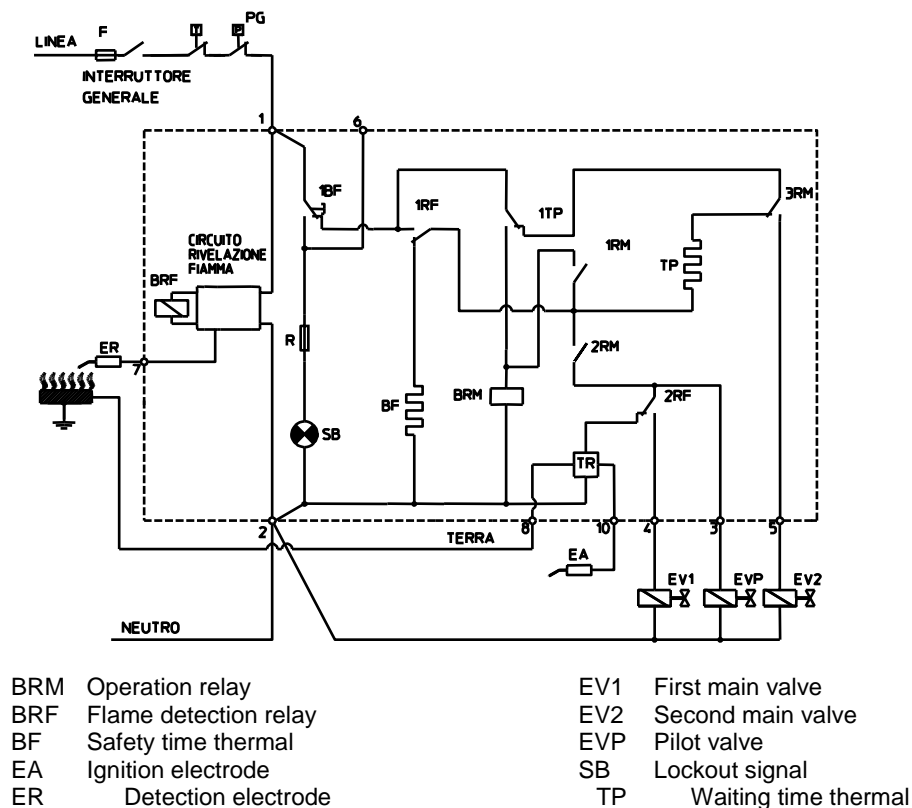 PG
F
LINEA
T
P
INTERRUTTORE
GENERALE
1
6
1BF
1RF
1TP
3RM
1RM
CIRCUITO
RIVELAZIONE
FIAMMA
TP
BRF
ER
R
2RM
7
BF
BRM
2RF
SB
TR
2
TERRA
8
10
4
3
5
EA
EV1
EVP
EV2
NEUTRO
BRM Operation relay
BRF Flame detection relay
BF Safety time thermal
EA Ignition electrode
ER Detection electrode
EV1 First main valve
EV2 Second main valve
EVP Pilot valve
SB Lockout signal
TP Waiting time thermal